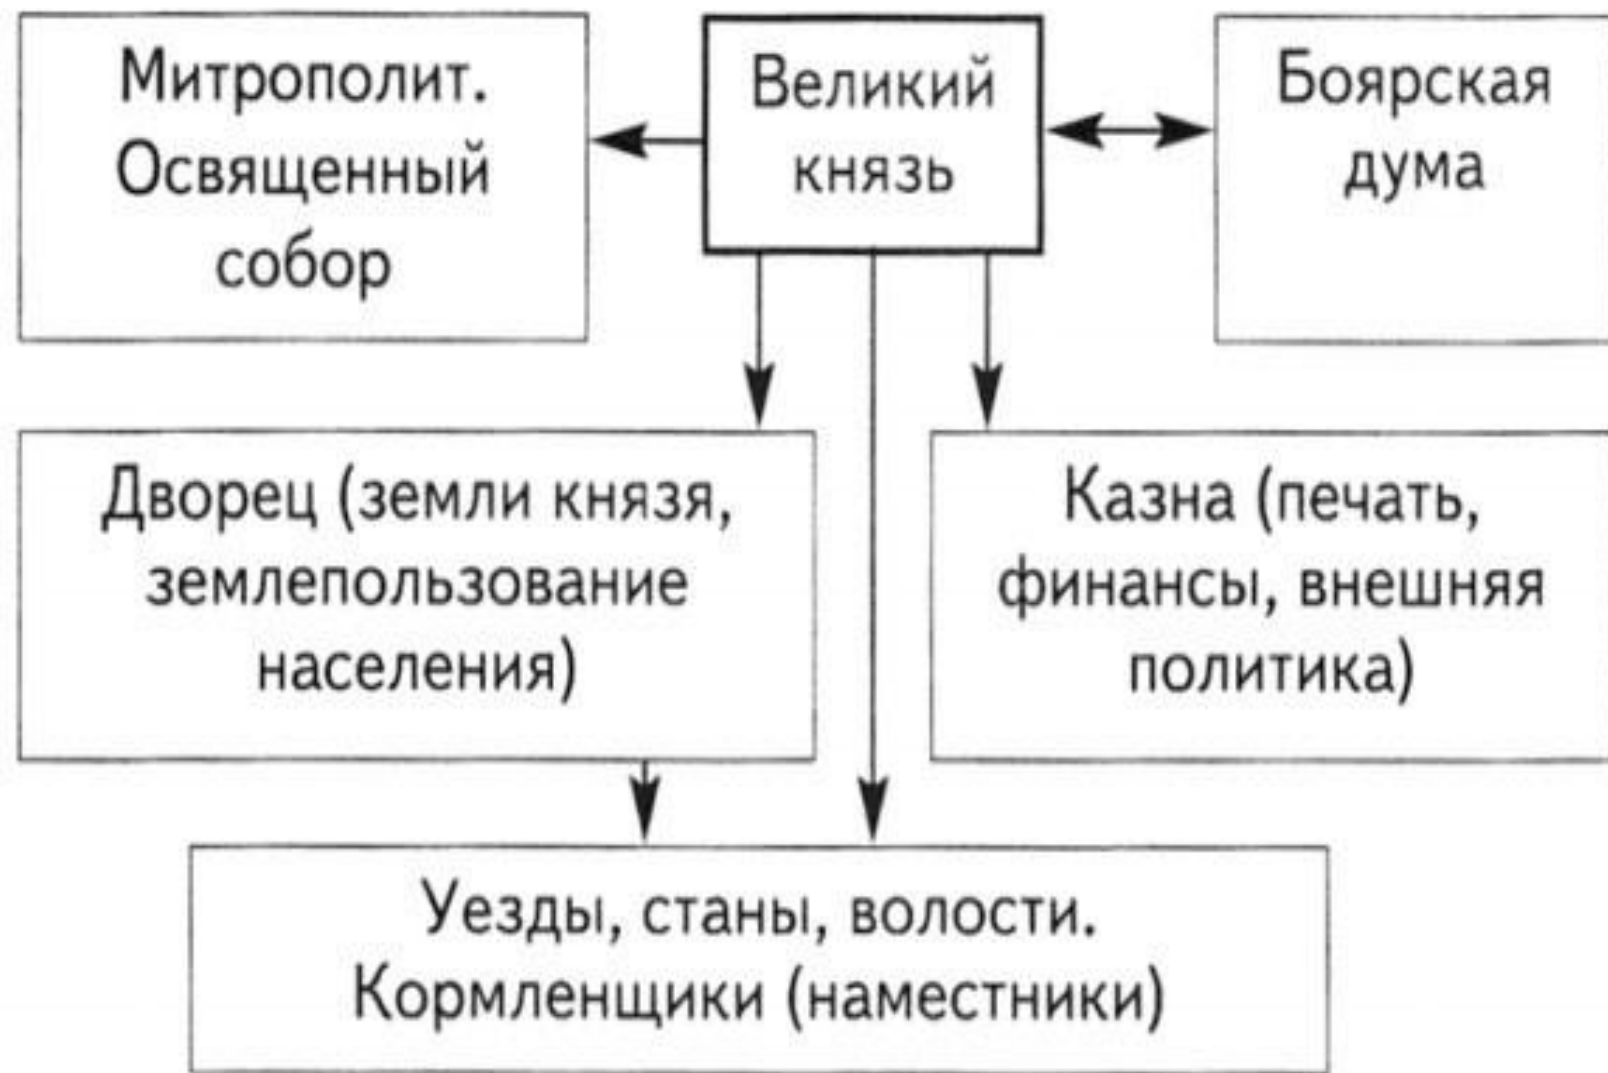 Митрополит.
Освященный
собор
Великий
князь
Боярская
дума
Дворец (земли князя,
землепользование
населения)
Казна (печать,
финансы, внешняя
политика)
Уезды, станы, волости.
Кормленщики (наместники)